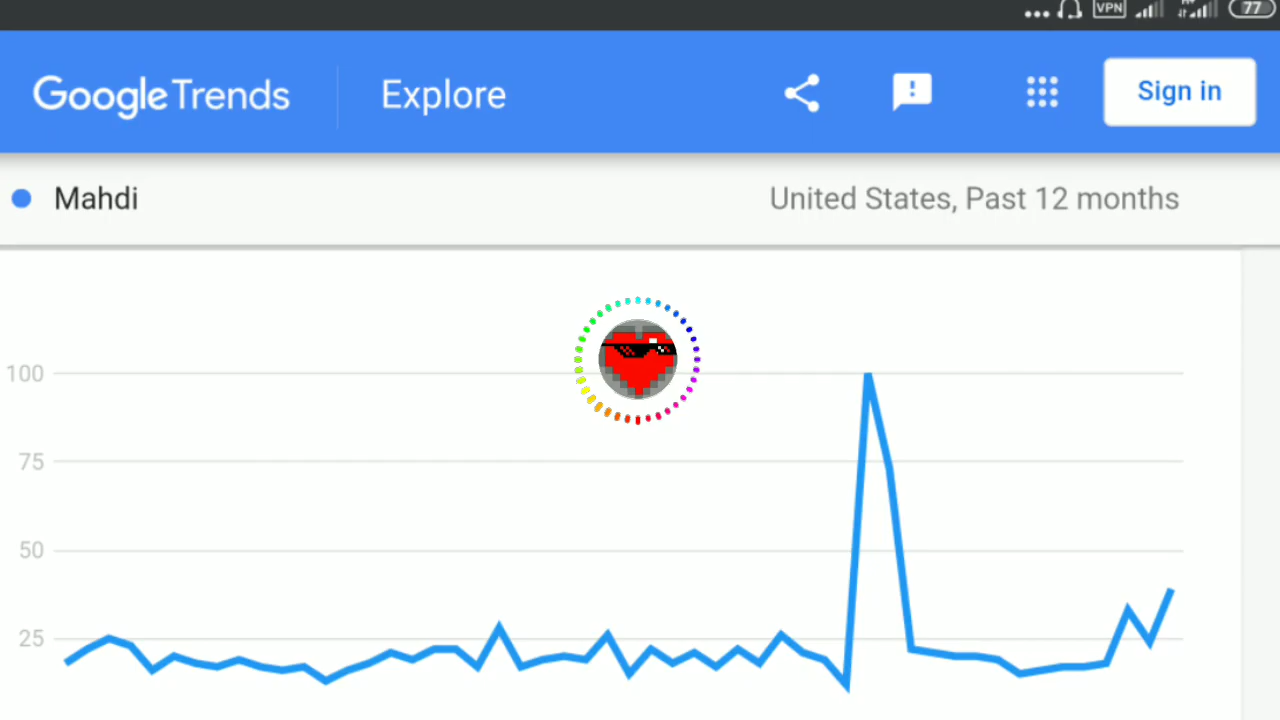 VPN
77
Google Trends
Explore
Sign in
Mahdi
United States, Past 12 months
100
75
50
25